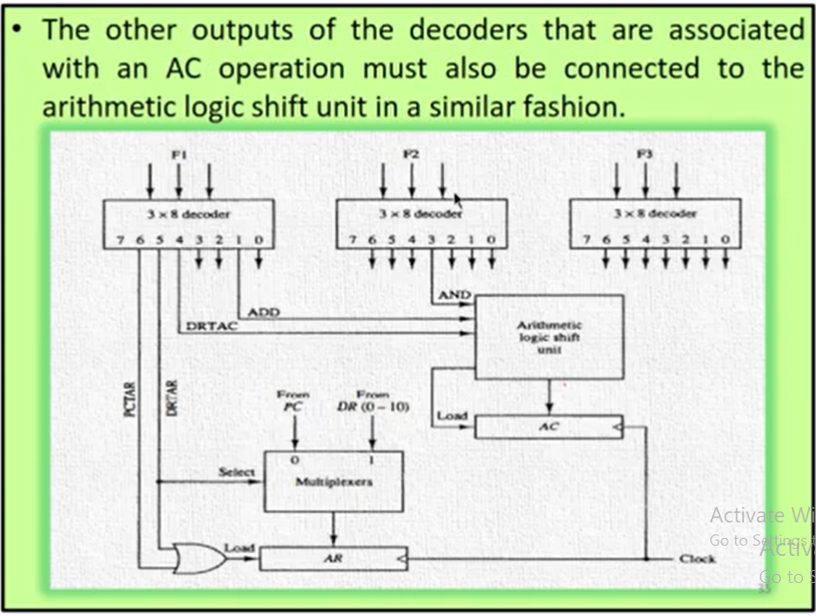 • The other outputs of the decoders that are associated
with an AC operation must also be connected to the
arithmetic logic shift unit in a similar fashion.
F1 F2 F3
3 × 8 decoder 3 × 8 decoder 3 × 8 decoder
7 6 5 4 3 2 1 0 7 6 5 4 3 2 1 0 7 6 5 4 3 2 1 0
AND
ADD
DRTAC
Arithmetic
logic shift
unit
PCTAR
DRTAR
From
PC
From
DR (0 – 10)
Load
AC
0 1
Select
Multiplexers
Load
AR
Clock
Activate Wi
Go to Settings
Activ
Go to S
35